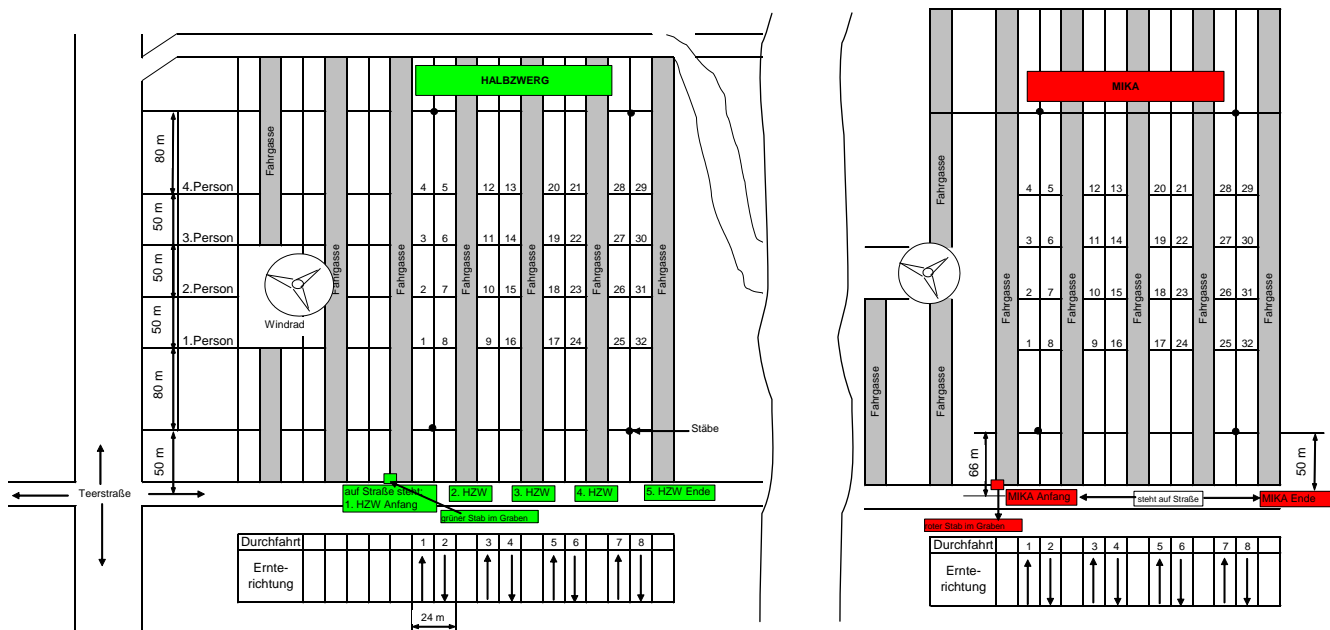 HALBZWERG
MIKA
80 m
50 m
50 m
50 m
80 m
50 m
4.Person
3.Person
2.Person
1.Person
Fahrgasse
Fahrgasse
Fahrgasse
Fahrgasse
Fahrgasse
Fahrgasse
Fahrgasse
Fahrgasse
Windrad
4 5 12 13 20 21 28 29
3 6 11 14 19 22 27 30
2 7 10 15 18 23 26 31
1 8 9 16 17 24 25 32
Stäbe
Teerstraße
auf Straße steht:
1. HZW Anfang
2. HZW
3. HZW
4. HZW
5. HZW Ende
grüner Stab im Graben
Durchfahrt 1 2 3 4 5 6 7 8
Ernte-
richtung
24 m
Fahrgasse
Fahrgasse
Fahrgasse
Fahrgasse
Fahrgasse
Fahrgasse
Fahrgasse
Fahrgasse
4 5 12 13 20 21 28 29
3 6 11 14 19 22 27 30
2 7 10 15 18 23 26 31
1 8 9 16 17 24 25 32
66 m
50 m
MIKA Anfang
steht auf Straße
MIKA Ende
roter Stab im Graben
Durchfahrt 1 2 3 4 5 6 7 8
Ernte-
richtung